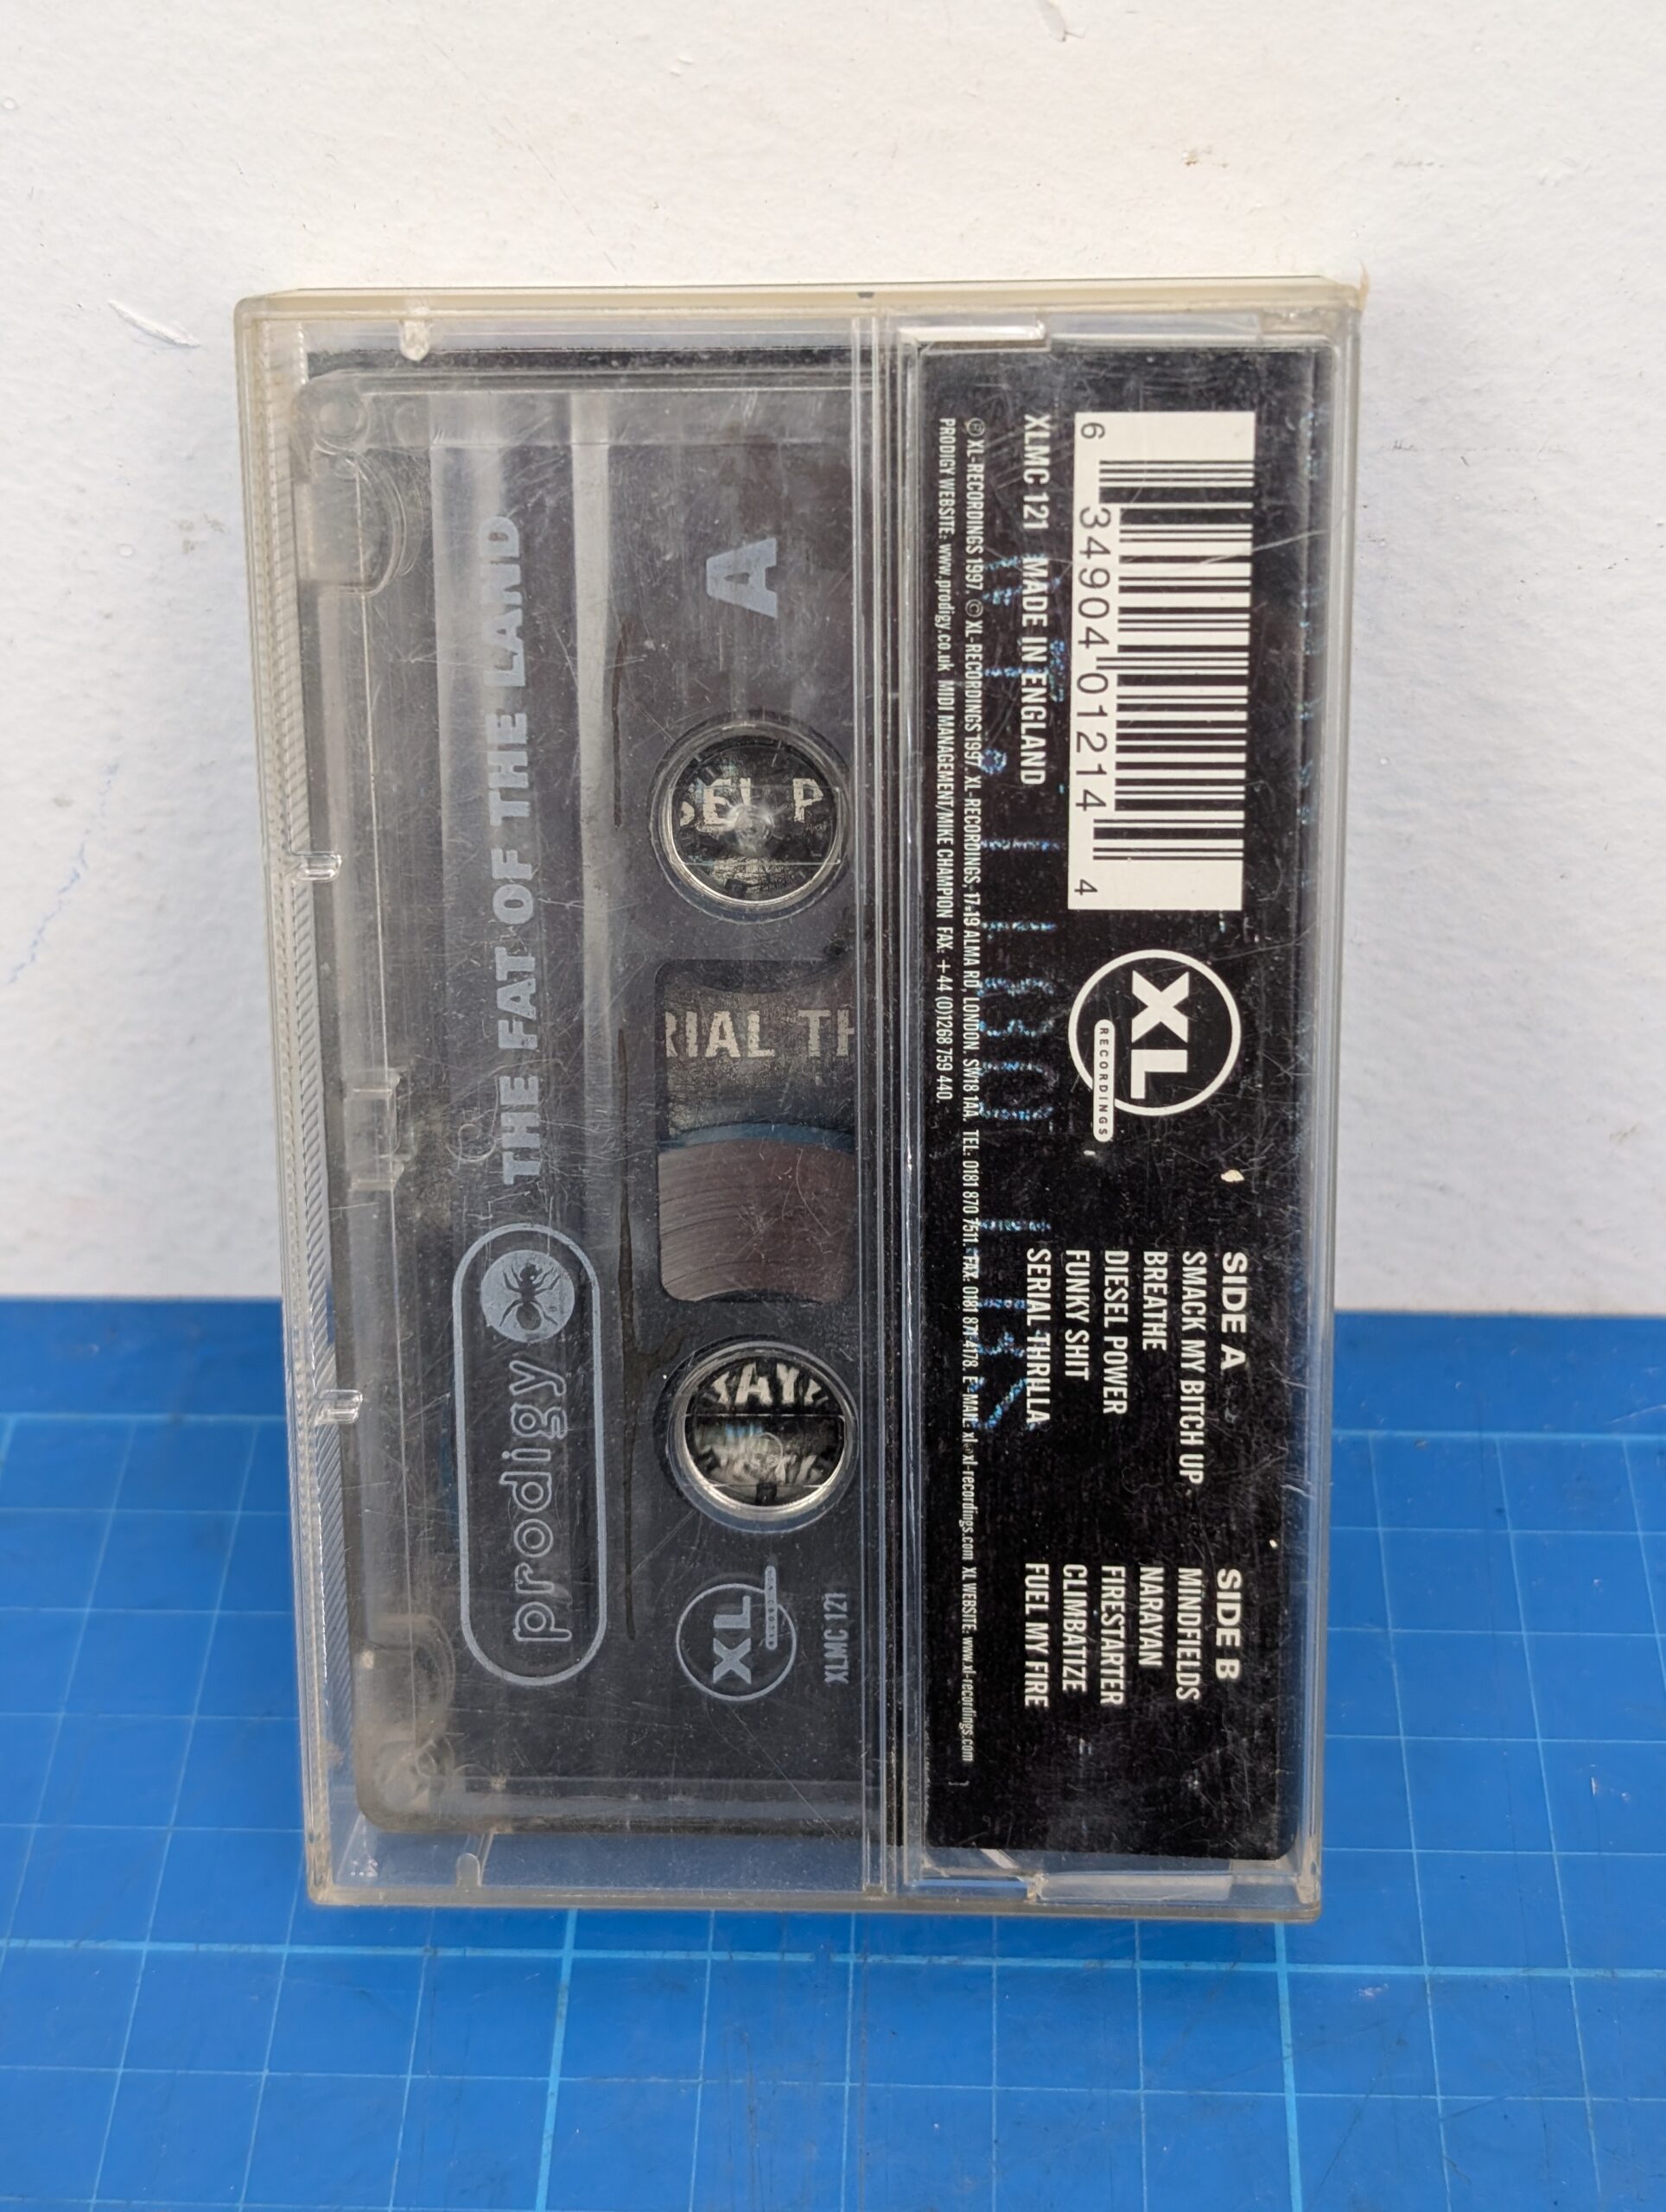 6 34904 01214 4
XL
RECORDINGS
XLMC 121 MADE IN ENGLAND
℗ XL-RECORDINGS 1997. © XL-RECORDINGS 1997. XL-RECORDINGS, 17-19 ALMA RD, LONDON. SW18 1AA TEL: 0181 870 7511. FAX: 0181 871 4178. E-MAIL: xl@xl-recordings.com XL WEBSITE: www.xl-recordings.com
PRODIGY WEBSITE: www.prodigy.co.uk MIDI MANAGEMENT/MIKE CHAMPION FAX: +44 (0)1268 759 440.
SIDE A
SMACK MY BITCH UP
BREATHE
DIESEL POWER
FUNKY SHIT
SERIAL THRILLA
SIDE B
MINDFIELDS
NARAYAN
FIRESTARTER
CLIMBATIZE
FUEL MY FIRE
A
SEL P
RIAL TH
XL
XLMC 121
THE FAT OF THE LAND
prodigy